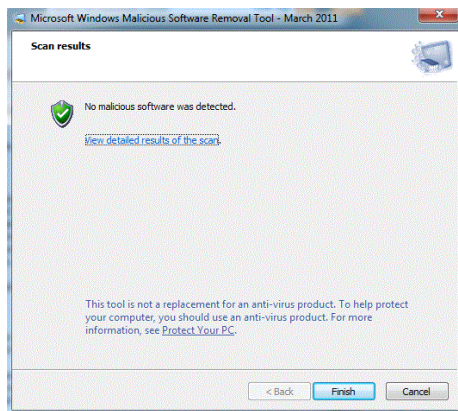 Microsoft Windows Malicious Software Removal Tool - March 2011
Scan results
No malicious software was detected.
View detailed results of the scan.
This tool is not a replacement for an anti-virus product. To help protect
your computer, you should use an anti-virus product. For more
information, see Protect Your PC.
< Back Finish Cancel